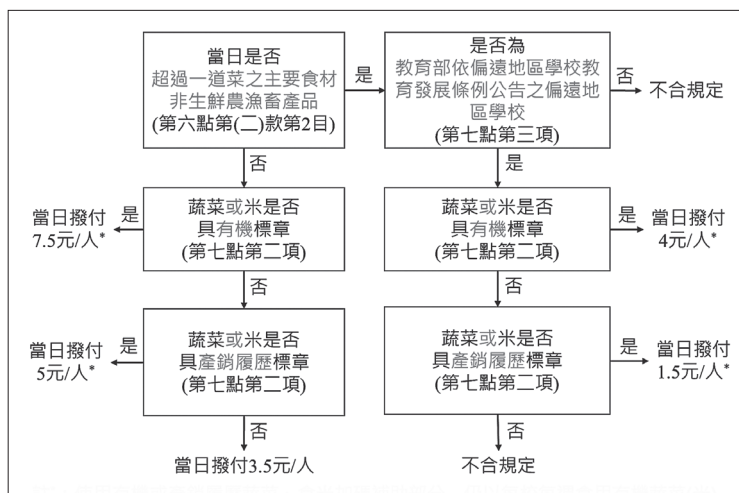 當日是否
超過一道菜之主要食材
非生鮮農漁畜產品
(第六點第(二)款第2目)
是
是否為
教育部依偏遠地區學校教
育發展條例公告之偏遠地
區學校
(第七點第三項)
否
不合規定
否
是
當日撥付
7.5元/人*
是
蔬菜或米是否
具有機標章
(第七點第二項)
蔬菜或米是否
具有機標章
(第七點第二項)
是
當日撥付
4元/人*
否
否
當日撥付
5元/人*
是
蔬菜或米是否
具產銷履歷標章
(第七點第二項)
蔬菜或米是否
具產銷履歷標章
(第七點第二項)
是
當日撥付
1.5元/人*
否
否
當日撥付3.5元/人
不合規定